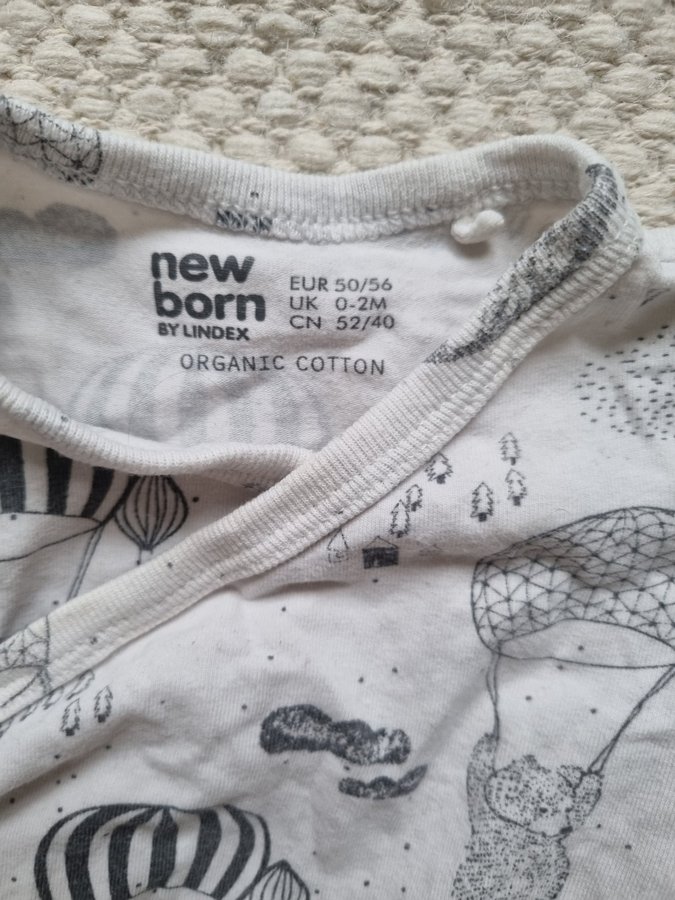 new
born
BY LINDEX
EUR 50/56
UK 0-2M
CN 52/40
ORGANIC COTTON